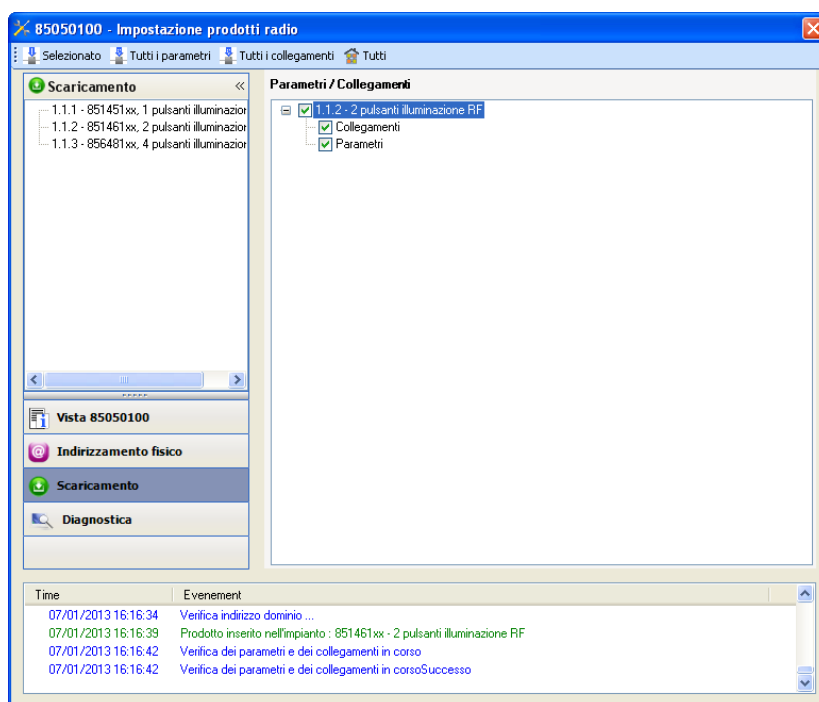 85050100 - Impostazione prodotti radio
Selezionato Tutti i parametri Tutti i collegamenti Tutti
Scaricamento
1.1.1 - 851451xx, 1 pulsanti illuminazior
1.1.2 - 851461xx, 2 pulsanti illuminazior
1.1.3 - 856481xx, 4 pulsanti illuminazior
Vista 85050100
Indirizzamento fisico
Scaricamento
Diagnostica
Parametri / Collegamenti
1.1.2 - 2 pulsanti illuminazione RF
Collegamenti
Parametri
Time Evenement
07/01/2013 16:16:34 Verifica indirizzo dominio ...
07/01/2013 16:16:39 Prodotto inserito nell'impianto : 851461xx - 2 pulsanti illuminazione RF
07/01/2013 16:16:42 Verifica dei parametri e dei collegamenti in corso
07/01/2013 16:16:42 Verifica dei parametri e dei collegamenti in corsoSuccesso